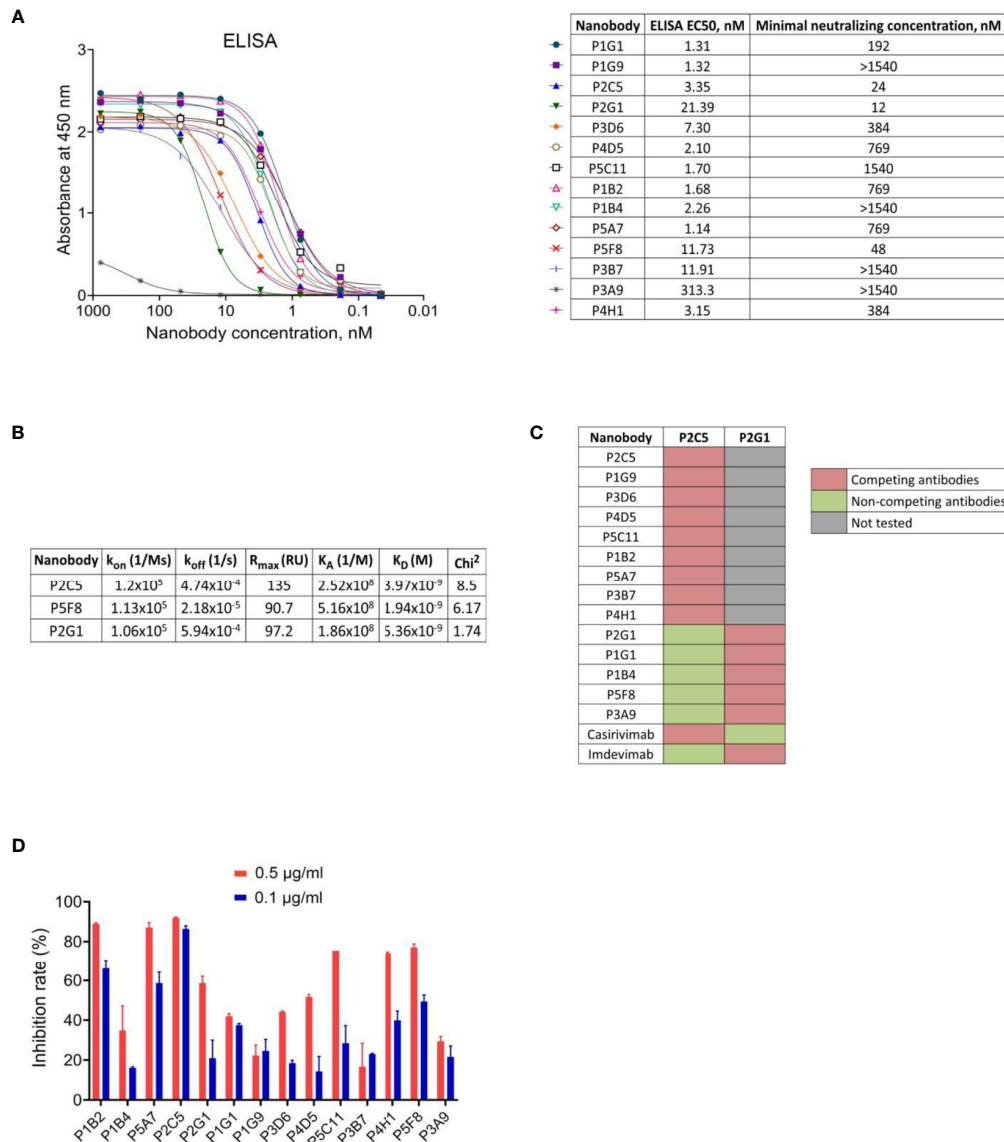 A
ELISA
Absorbance at 450 nm
3
2
1
0
1000 100 10 1 0.1 0.01
Nanobody concentration, nM
Nanobody ELISA EC50, nM Minimal neutralizing concentration, nM
P1G1 1.31 192
P1G9 1.32 >1540
P2C5 3.35 24
P2G1 21.39 12
P3D6 7.30 384
P4D5 2.10 769
P5C11 1.70 1540
P1B2 1.68 769
P1B4 2.26 >1540
P5A7 1.14 769
P5F8 11.73 48
P3B7 11.91 >1540
P3A9 313.3 >1540
P4H1 3.15 384
B
Nanobody kon (1/Ms) koff (1/s) Rmax (RU) KA (1/M) KD (M) Chi²
P2C5 1.2x10⁵ 4.74x10⁻⁴ 135 2.52x10⁸ 3.97x10⁻⁹ 8.5
P5F8 1.13x10⁵ 2.18x10⁻⁵ 90.7 5.16x10⁸ 1.94x10⁻⁹ 6.17
P2G1 1.06x10⁵ 5.94x10⁻⁴ 97.2 1.86x10⁸ 5.36x10⁻⁹ 1.74
C
Nanobody P2C5 P2G1
P2C5
P1G9
P3D6
P4D5
P5C11
P1B2
P5A7
P3B7
P4H1
P2G1
P1G1
P1B4
P5F8
P3A9
Casirivimab
Imdevimab
Competing antibodies
Non-competing antibodies
Not tested
D
0.5 µg/ml
0.1 µg/ml
Inhibition rate (%)
100
80
60
40
20
0
P1B2 P1B4 P5A7 P2C5 P2G1 P1G1 P1G9 P3D6 P4D5 P5C11 P3B7 P4H1 P5F8 P3A9